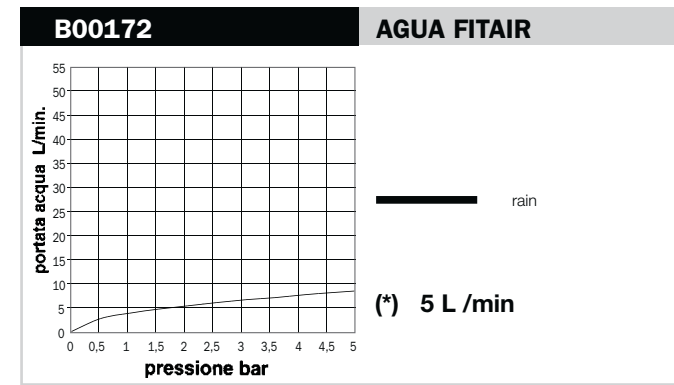 B00172
AGUA FITAIR
portata acqua L/min.
55
50
45
40
35
30
25
20
15
10
5
0
0 0,5 1 1,5 2 2,5 3 3,5 4 4,5 5
pressione bar
rain
(*) 5 L /min